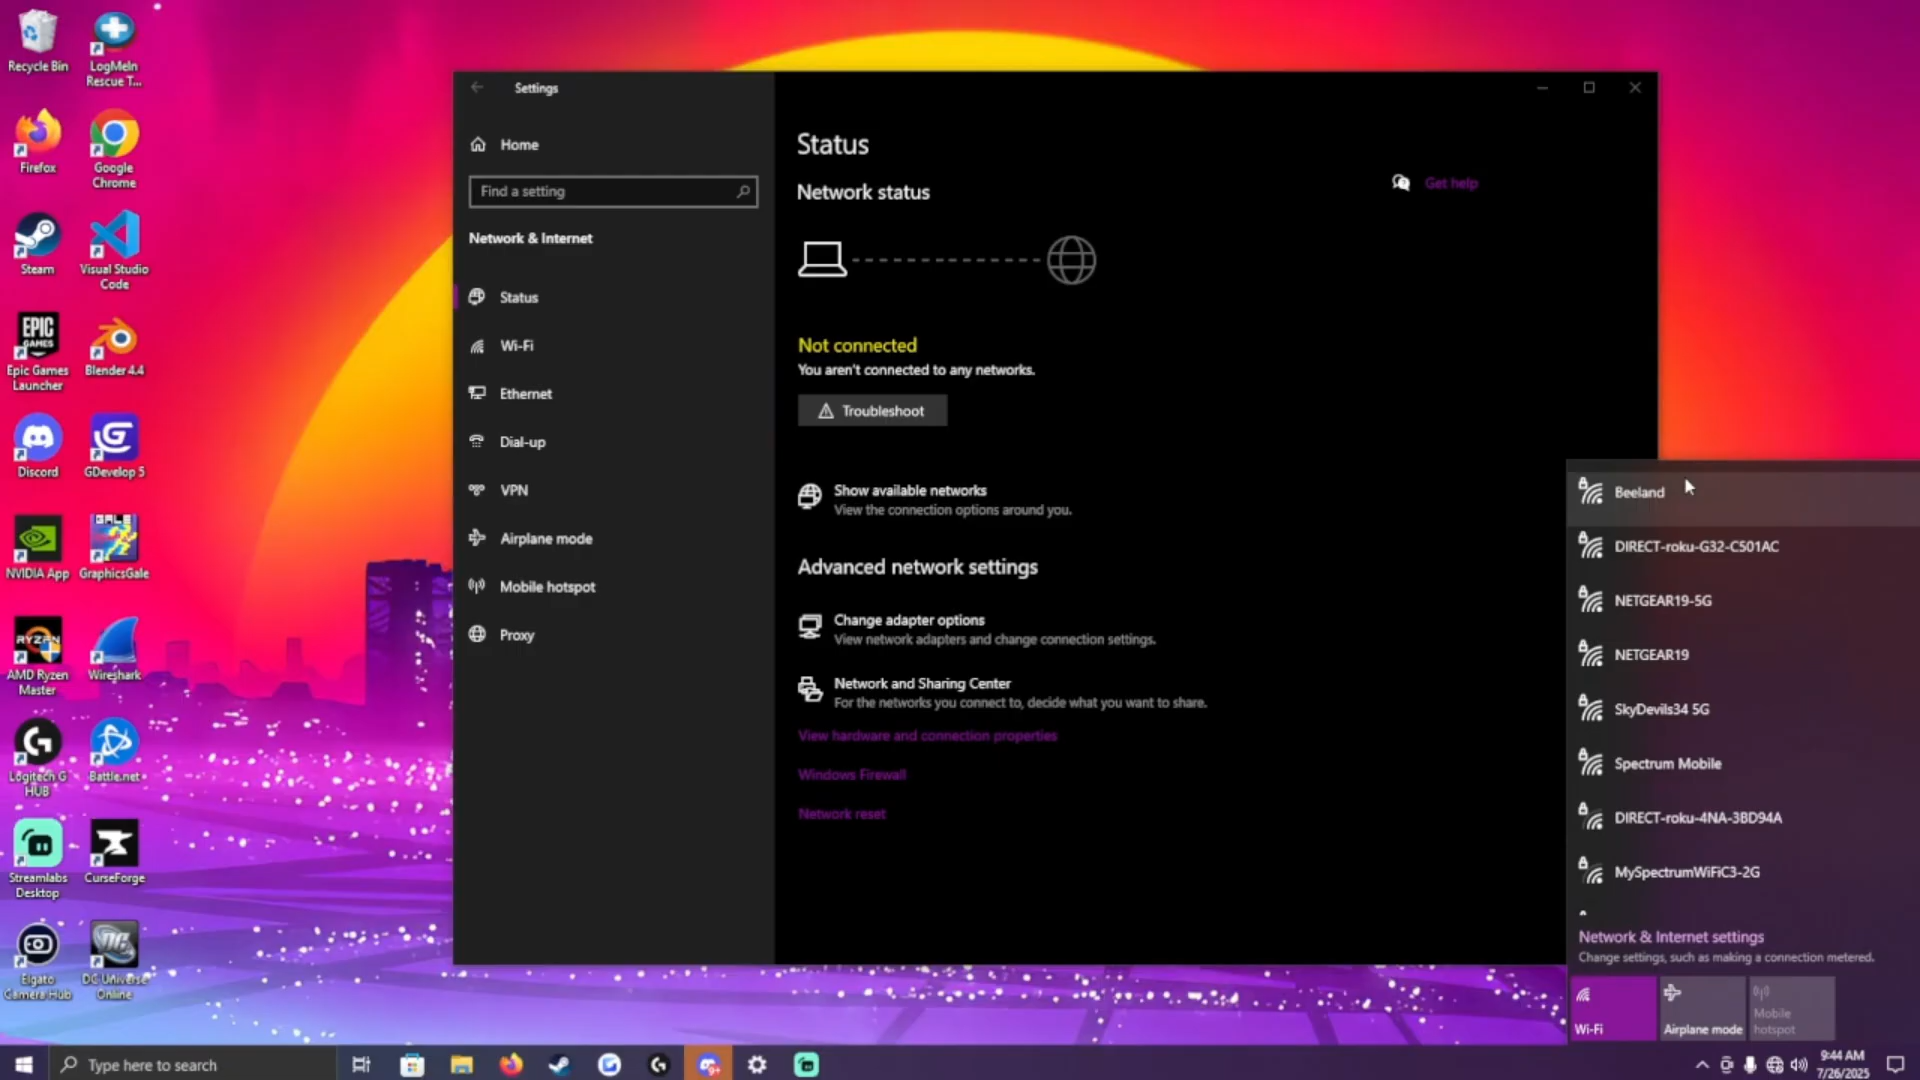 Recycle Bin
LogMeIn
Rescue T...
Firefox
Google
Chrome
Steam
Visual Studio
Code
EPIC
GAMES
Epic Games
Launcher
Blender 4.4
Discord
GDevelop 5
NVIDIA App
GALE
GraphicsGale
RYZEN
AMD Ryzen
Master
Wireshark
Logitech G
HUB
Battle.net
Streamlabs
Desktop
CurseForge
Elgato
Camera Hub
DC
DC Universe
Online
Settings
Home
Find a setting
Network & Internet
Status
Wi-Fi
Ethernet
Dial-up
VPN
Airplane mode
Mobile hotspot
Proxy
Status
Network status
Get help
Not connected
You aren't connected to any networks.
Troubleshoot
Show available networks
View the connection options around you.
Advanced network settings
Change adapter options
View network adapters and change connection settings.
Network and Sharing Center
For the networks you connect to, decide what you want to share.
View hardware and connection properties
Windows Firewall
Network reset
Beeland
DIRECT-roku-G32-C501AC
NETGEAR19-5G
NETGEAR19
SkyDevils34 5G
Spectrum Mobile
DIRECT-roku-4NA-3BD94A
MySpectrumWiFiC3-2G
Network & Internet settings
Change settings, such as making a connection metered.
Wi-Fi
Airplane mode
Mobile
hotspot
Type here to search
9+
9:44 AM
7/26/2025